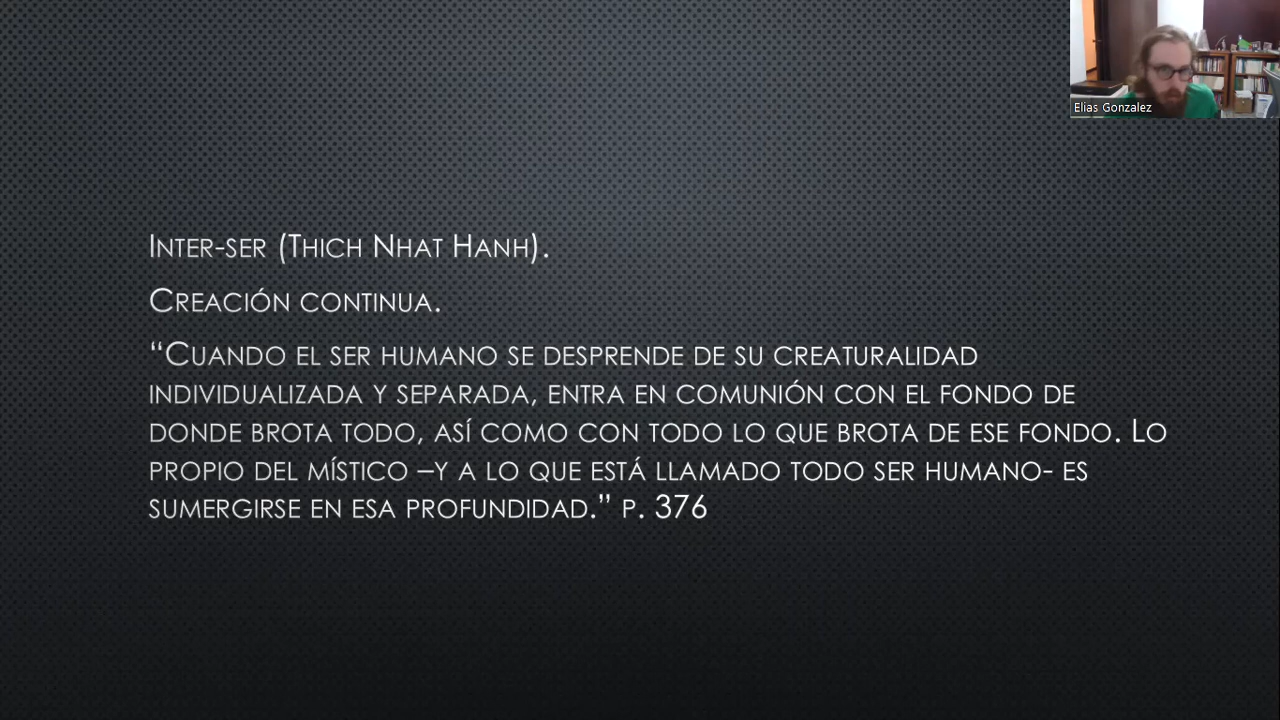 Elias Gonzalez
Inter-ser (Thich Nhat Hanh).
Creación continua.
“Cuando el ser humano se desprende de su creaturalidad
individualizada y separada, entra en comunión con el fondo de
donde brota todo, así como con todo lo que brota de ese fondo. Lo
propio del místico –y a lo que está llamado todo ser humano- es
sumergirse en esa profundidad.” p. 376